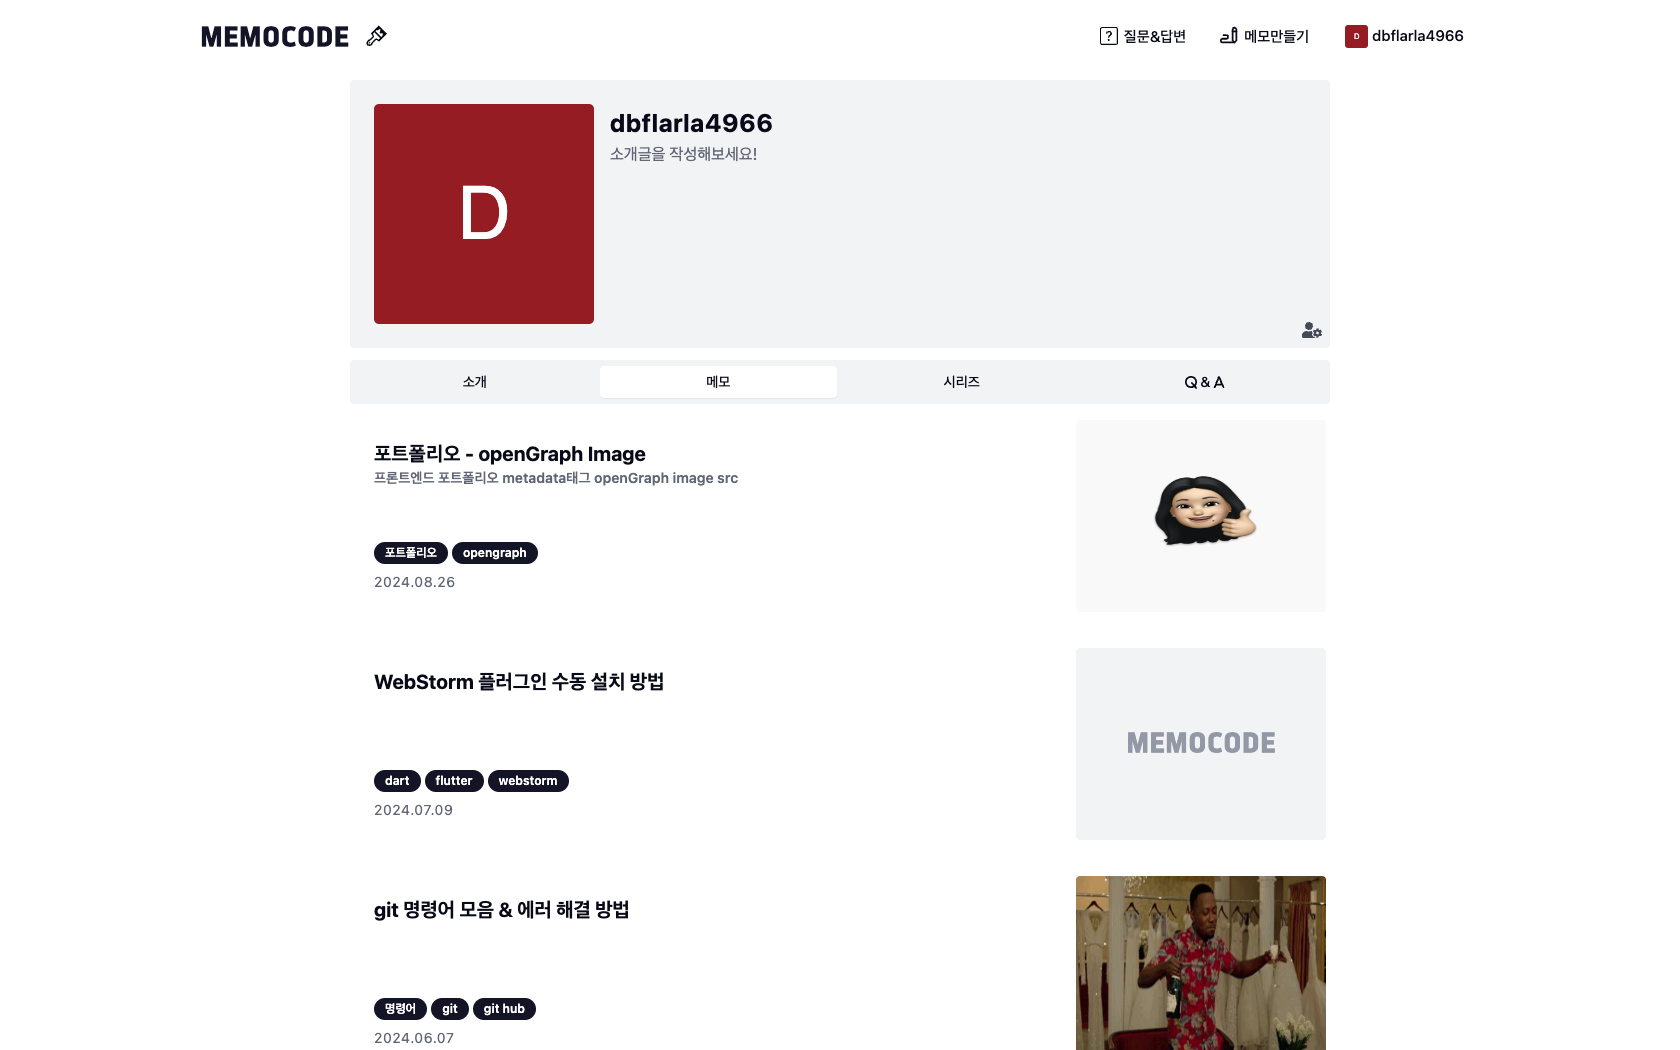 MEMOCODE
질문&답변
메모만들기
D
dbflarla4966
D
dbflarla4966
소개글을 작성해보세요!
소개
메모
시리즈
Q & A
포트폴리오 - openGraph Image
프론트엔드 포트폴리오 metadata태그 openGraph image src
포트폴리오
opengraph
2024.08.26
WebStorm 플러그인 수동 설치 방법
MEMOCODE
dart
flutter
webstorm
2024.07.09
git 명령어 모음 & 에러 해결 방법
명령어
git
git hub
2024.06.07